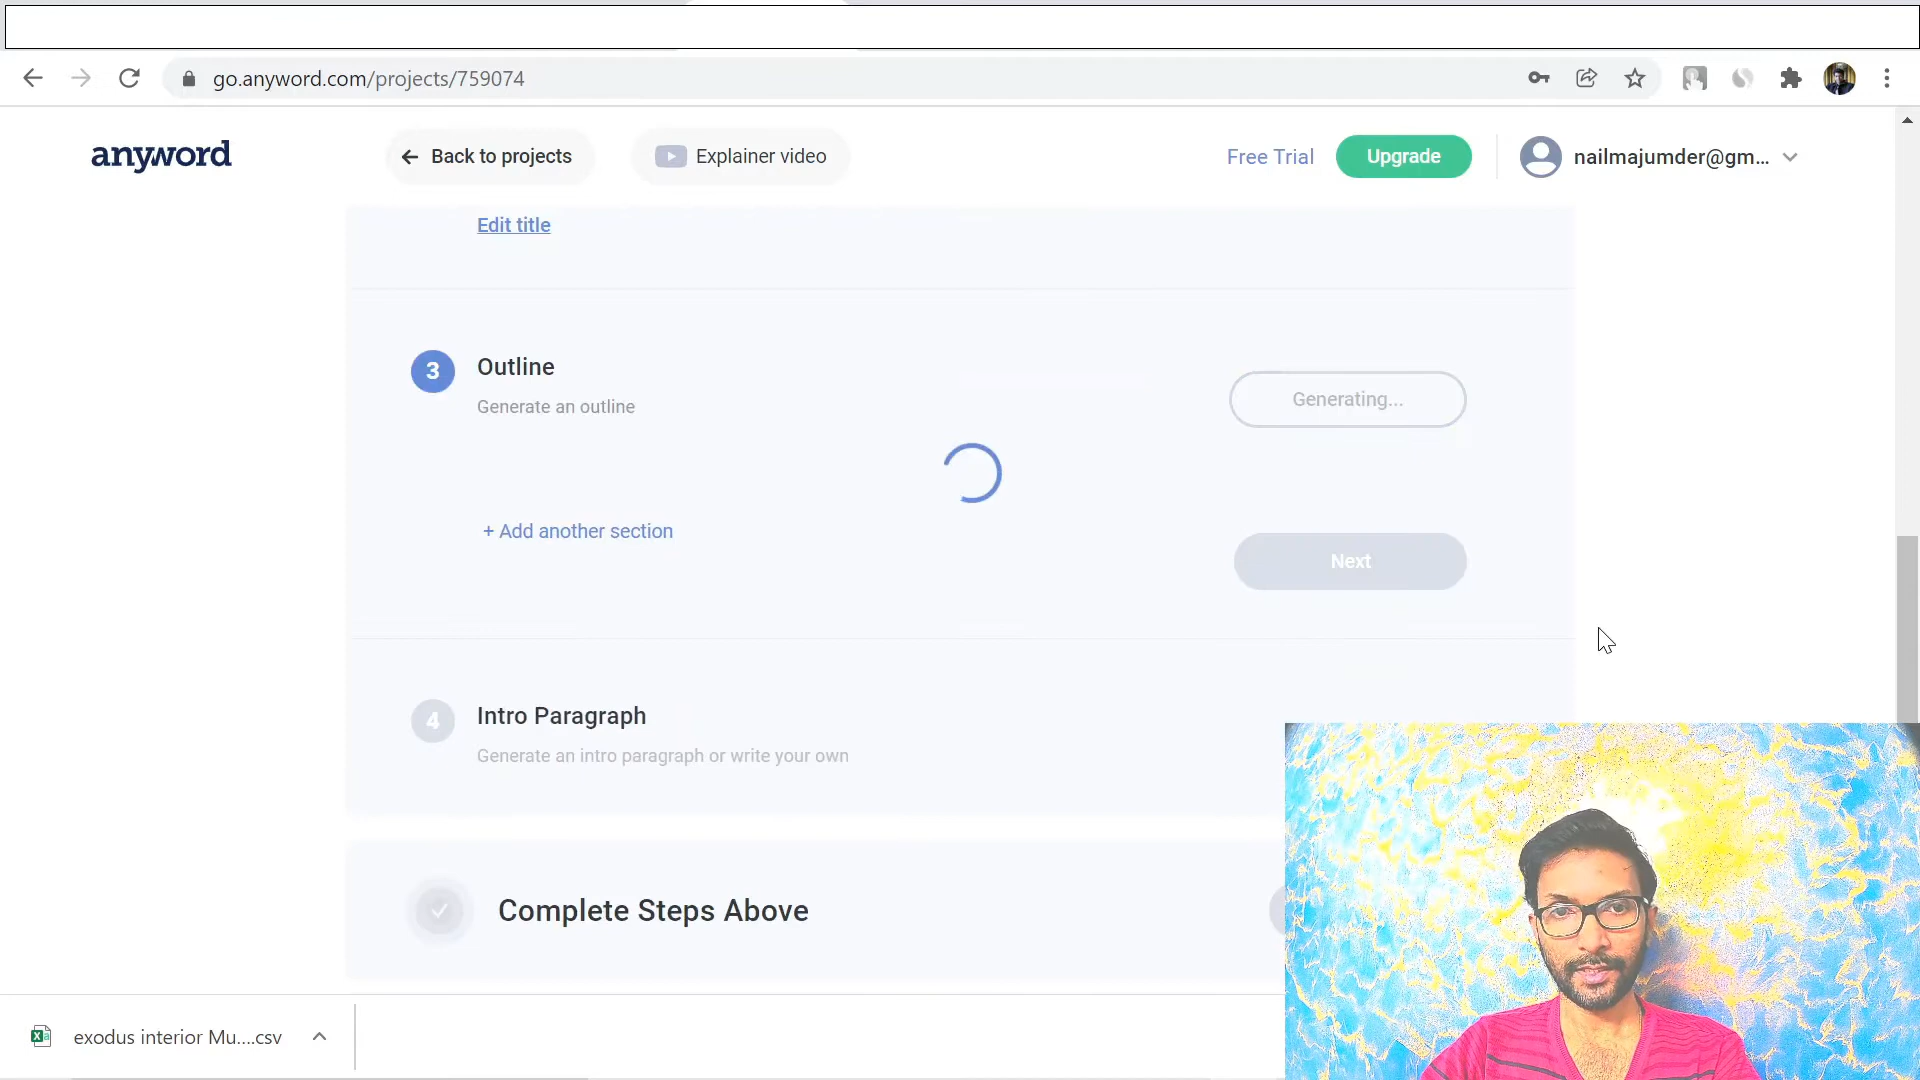 go.anyword.com/projects/759074
anyword
Back to projects
Explainer video
Free Trial
Upgrade
nailmajumder@gm...
Edit title
3
Outline
Generate an outline
Generating...
+ Add another section
Next
4
Intro Paragraph
Generate an intro paragraph or write your own
Complete Steps Above
exodus interior Mu....csv